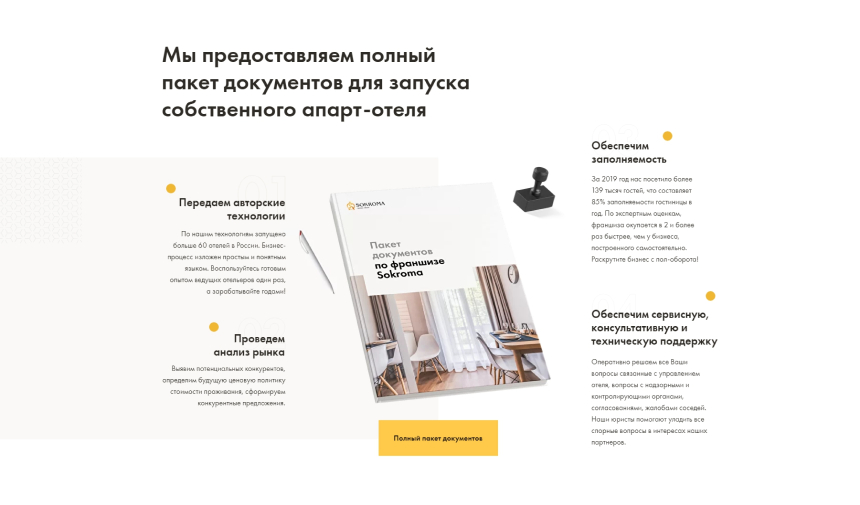 Мы предоставляем полный
пакет документов для запуска
собственного апарт-отеля
01
Передаем авторские
технологии
По нашим технологиям запущено
больше 60 отелей в России. Бизнес-
процесс изложен простым и понятным
языком. Воспользуйтесь готовым
опытом ведущих отельеров один раз,
а зарабатывайте годами!
Проведем
анализ рынка
Выявим потенциальных конкурентов,
определим будущую ценовую политику
стоимости проживания, сформируем
конкурентные предложения.
SOKROMA
Пакет
документов
по франшизе
Sokroma
Полный пакет документов
Обеспечим
заполняемость
За 2019 год нас посетило более
139 тысяч гостей, что составляет
85% заполняемости гостиницы в
год. По экспертным оценкам,
франшиза окупается в 2 и более
раз быстрее, чем у бизнеса,
построенного самостоятельно.
Раскрутите бизнес с пол-оборота!
Обеспечим сервисную,
консультативную и
техническую поддержку
Оперативно решаем все Ваши
вопросы связанные с управлением
отеля, вопросы с надзорными и
контролирующими органами,
согласованиями, жалобами соседей.
Наши юристы помогают уладить все
спорные вопросы в интересах наших
партнеров.